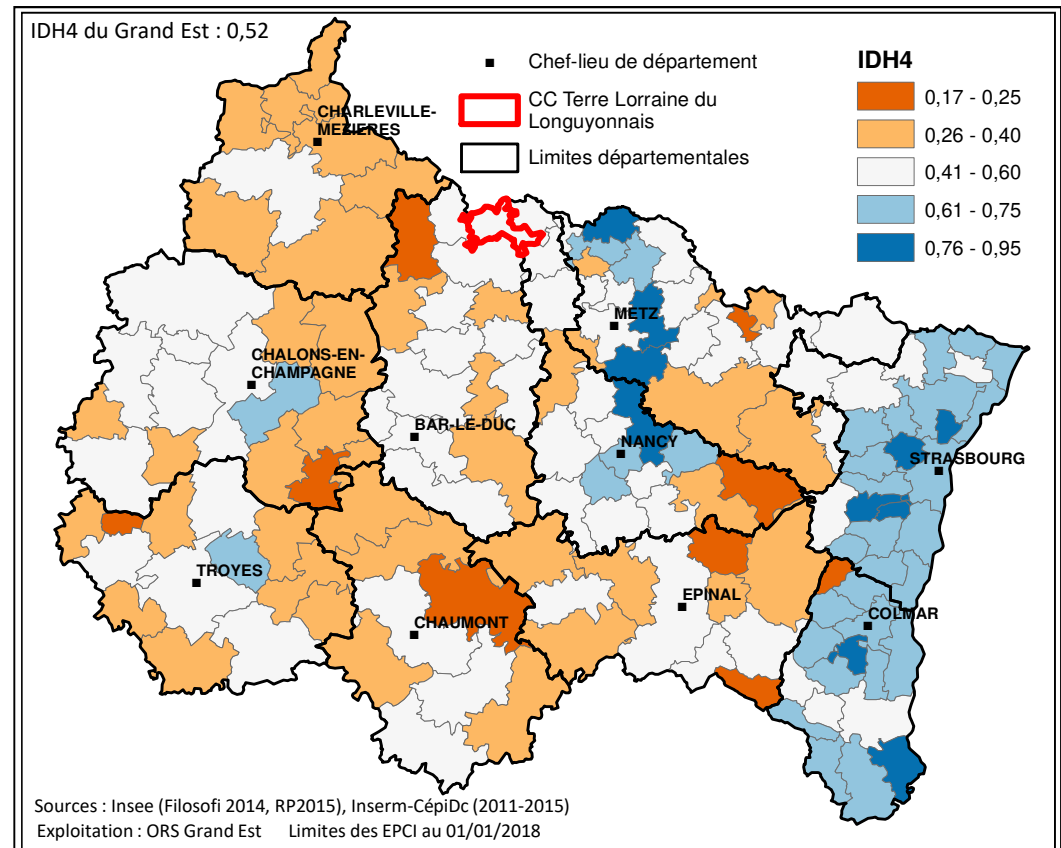 IDH4 du Grand Est : 0,52
Chef-lieu de département
CC Terre Lorraine du
Longuyonnais
Limites départementales
IDH4
0,17 - 0,25
0,26 - 0,40
0,41 - 0,60
0,61 - 0,75
0,76 - 0,95
CHARLEVILLE-
MEZIERES
METZ
CHALONS-EN-
CHAMPAGNE
BAR-LE-DUC
NANCY
STRASBOURG
TROYES
EPINAL
CHAUMONT
COLMAR
Sources : Insee (Filosofi 2014, RP2015), Inserm-CépiDc (2011-2015)
Exploitation : ORS Grand Est Limites des EPCI au 01/01/2018